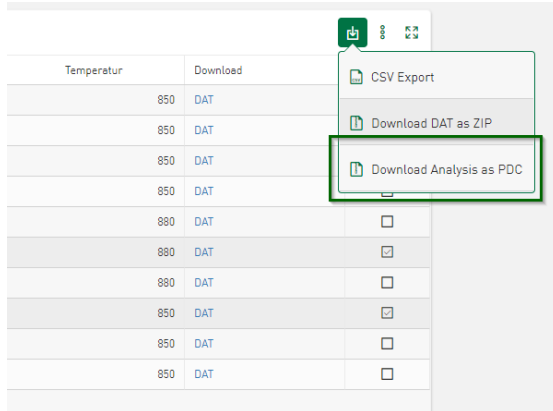 Temperatur Download
CSV Export
850 DAT
Download DAT as ZIP
850 DAT
850 DAT
Download Analysis as PDC
850 DAT
880 DAT
880 DAT
880 DAT
850 DAT
850 DAT
850 DAT